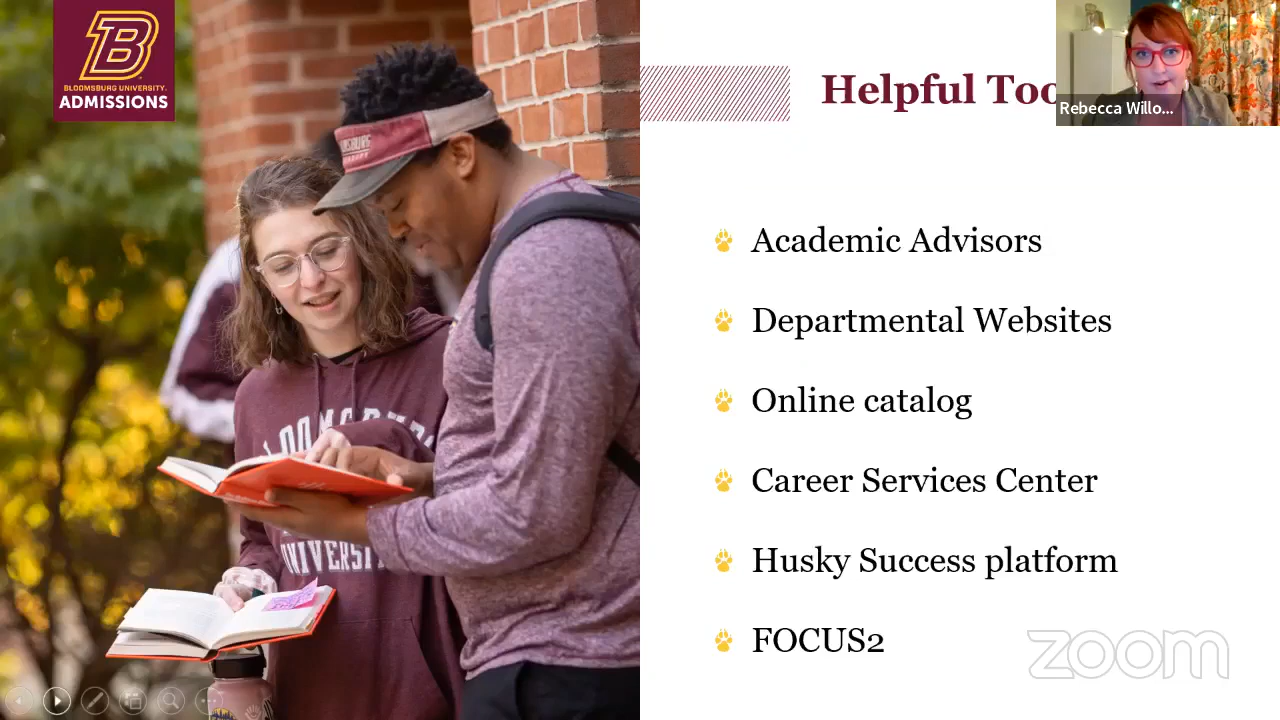 B
BLOOMSBURG UNIVERSITY
ADMISSIONS
Helpful
Rebecca Willo...
Academic Advisors
Departmental Websites
Online catalog
Career Services Center
Husky Success platform
FOCUS2
zoom